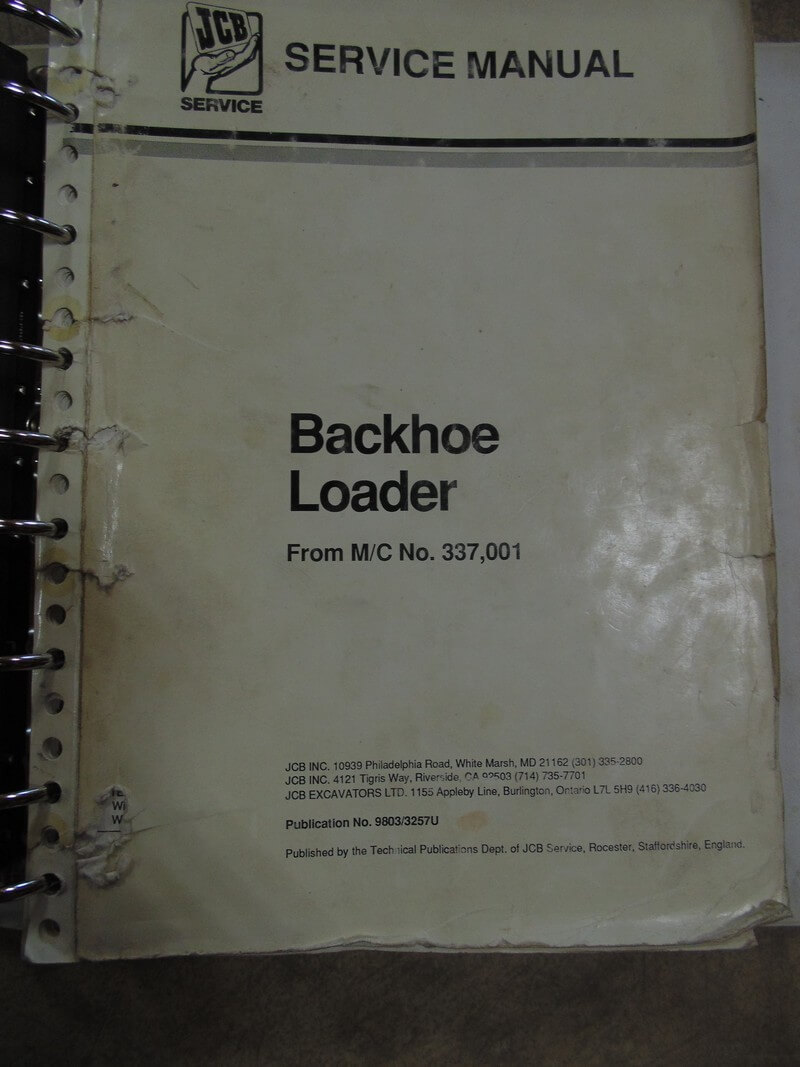 JCB
SERVICE
SERVICE MANUAL
Backhoe
Loader
From M/C No. 337,001
JCB INC. 10939 Philadelphia Road, White Marsh, MD 21162 (301) 335-2800
JCB INC. 4121 Tigris Way, Riverside, CA 92503 (714) 735-7701
JCB EXCAVATORS LTD. 1155 Appleby Line, Burlington, Ontario L7L 5H9 (416) 336-4030
Publication No. 9803/3257U
Published by the Technical Publications Dept. of JCB Service, Rocester, Staffordshire, England.
Wi
W